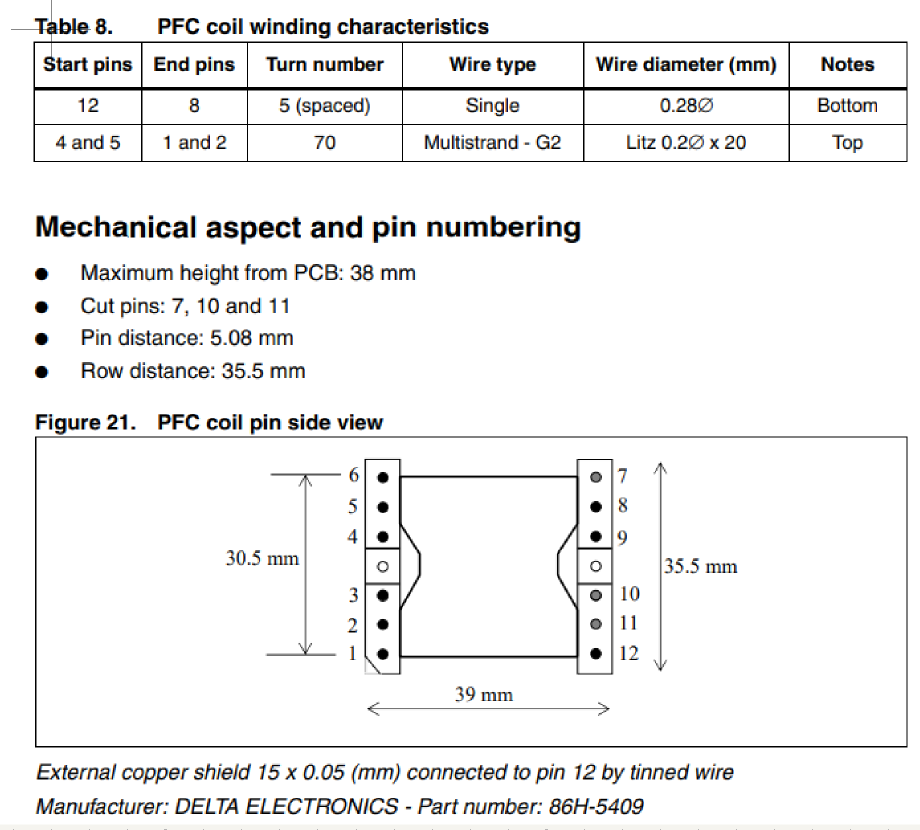 Table 8. PFC coil winding characteristics
Start pins End pins Turn number Wire type Wire diameter (mm) Notes
12 8 5 (spaced) Single 0.28∅ Bottom
4 and 5 1 and 2 70 Multistrand - G2 Litz 0.2∅ x 20 Top
Mechanical aspect and pin numbering
● Maximum height from PCB: 38 mm
● Cut pins: 7, 10 and 11
● Pin distance: 5.08 mm
● Row distance: 35.5 mm
Figure 21. PFC coil pin side view
6 7
5 8
4 9
30.5 mm 35.5 mm
3 10
2 11
1 12
39 mm
External copper shield 15 x 0.05 (mm) connected to pin 12 by tinned wire
Manufacturer: DELTA ELECTRONICS - Part number: 86H-5409